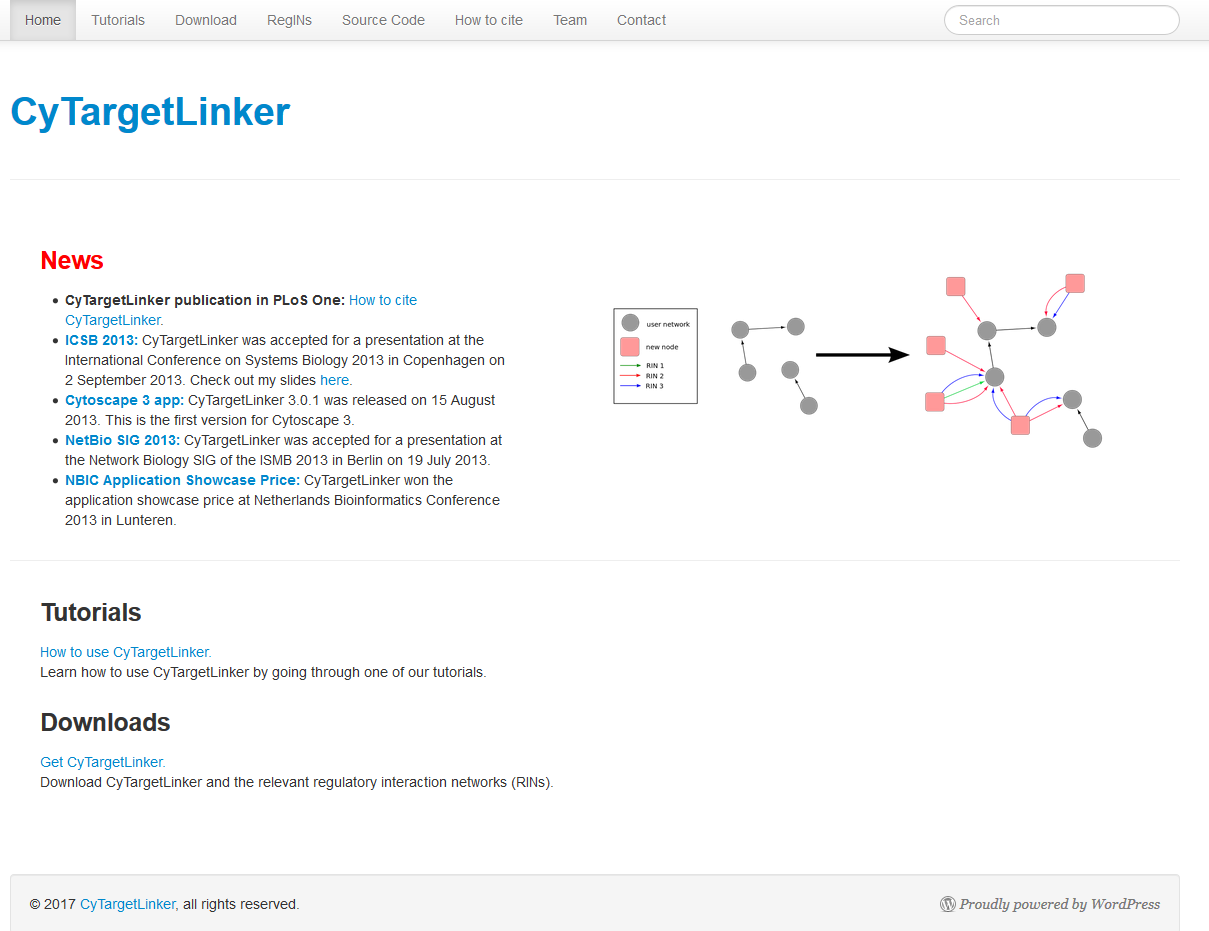 Home Tutorials Download RegINs Source Code How to cite Team Contact Search
CyTargetLinker
News
• CyTargetLinker publication in PLoS One: How to cite
CyTargetLinker.
• ICSB 2013: CyTargetLinker was accepted for a presentation at the
International Conference on Systems Biology 2013 in Copenhagen on
2 September 2013. Check out my slides here.
• Cytoscape 3 app: CyTargetLinker 3.0.1 was released on 15 August
2013. This is the first version for Cytoscape 3.
• NetBio SIG 2013: CyTargetLinker was accepted for a presentation at
the Network Biology SIG of the ISMB 2013 in Berlin on 19 July 2013.
• NBIC Application Showcase Price: CyTargetLinker won the
application showcase price at Netherlands Bioinformatics Conference
2013 in Lunteren.
user network
new node
RIN 1
RIN 2
RIN 3
Tutorials
How to use CyTargetLinker.
Learn how to use CyTargetLinker by going through one of our tutorials.
Downloads
Get CyTargetLinker.
Download CyTargetLinker and the relevant regulatory interaction networks (RINs).
© 2017 CyTargetLinker, all rights reserved.
Proudly powered by WordPress